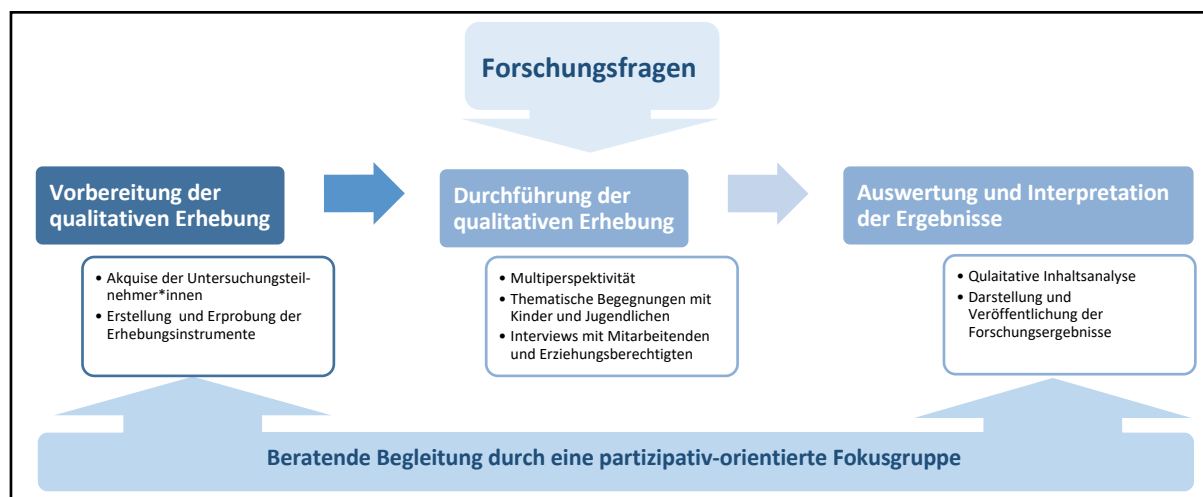 Forschungsfragen
Vorbereitung der
qualitativen Erhebung
• Akquise der Untersuchungsteil-
nehmer*innen
• Erstellung und Erprobung der
Erhebungsinstrumente
Durchführung der
qualitativen Erhebung
• Multiperspektivität
• Thematische Begegnungen mit
Kinder und Jugendlichen
• Interviews mit Mitarbeitenden
und Erziehungsberechtigten
Auswertung und Interpretation
der Ergebnisse
• Qulaitative Inhaltsanalyse
• Darstellung und
Veröffentlichung der
Forschungsergebnisse
Beratende Begleitung durch eine partizipativ-orientierte Fokusgruppe